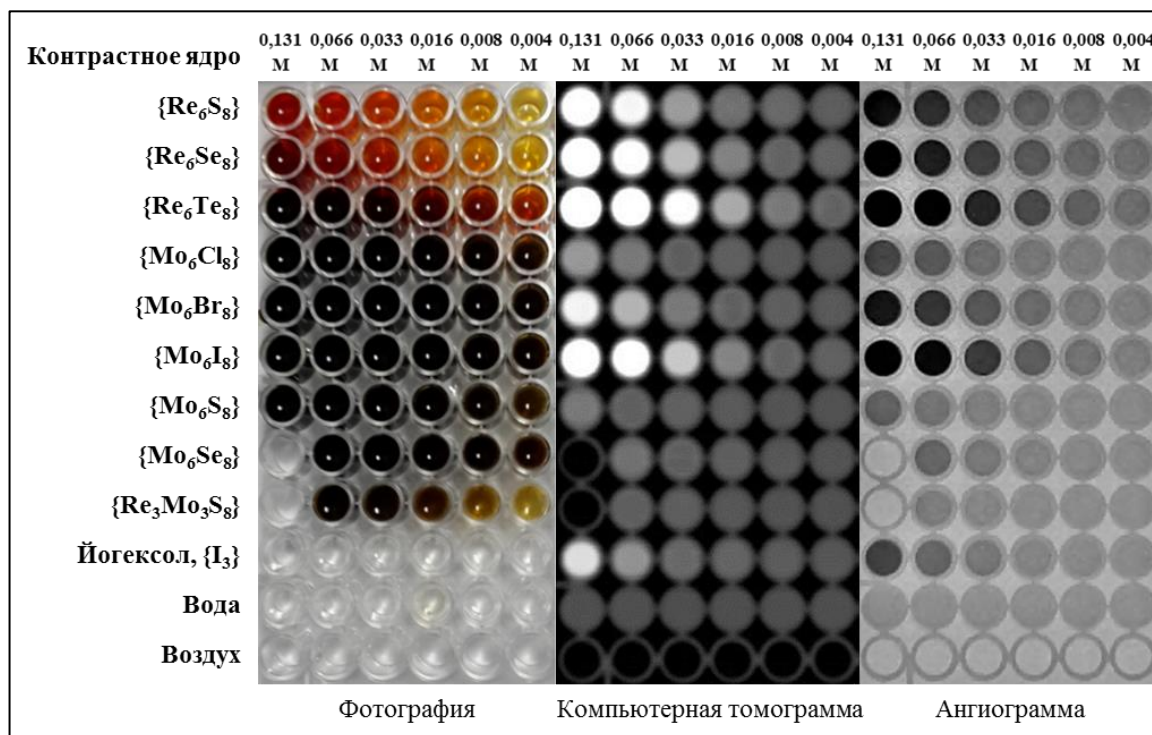 Контрастное ядро
0,131 0,066 0,033 0,016 0,008 0,004 0,131 0,066 0,033 0,016 0,008 0,004 0,131 0,066 0,033 0,016 0,008 0,004
М М М М М М М М М М М М М М М М М М
{Re₆S₈}
{Re₆Se₈}
{Re₆Te₈}
{Mo₆Cl₈}
{Mo₆Br₈}
{Mo₆I₈}
{Mo₆S₈}
{Mo₆Se₈}
{Re₃Mo₃S₈}
Йогексол, {I₃}
Вода
Воздух
Фотография Компьютерная томограмма Ангиограмма